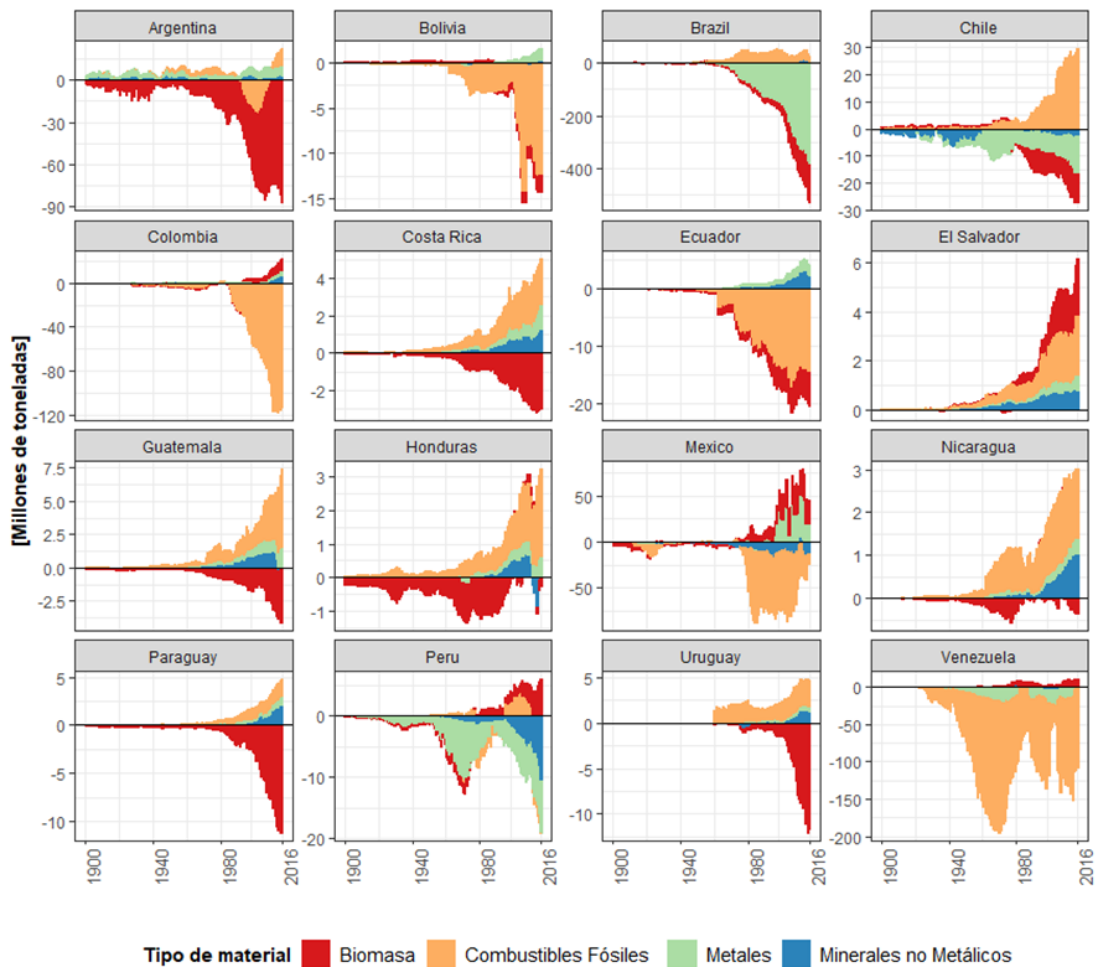 [Millones de toneladas]
Argentina Bolivia Brazil Chile
0 -30 -60 -90
0 -5 -10 -15
0 -200 -400
30 20 10 0 -10 -20 -30
Colombia Costa Rica Ecuador El Salvador
0 -40 -80 -120
4 2 0 -2
0 -10 -20
6 4 2 0
Guatemala Honduras Mexico Nicaragua
7.5 5.0 2.5 0.0 -2.5
3 2 1 0 -1
50 0 -50
3 2 1 0
Paraguay Peru Uruguay Venezuela
5 0 -5 -10
0 -10 -20
5 0 -5 -10
0 -50 -100 -150 -200
1900 1940 1980 2016 1900 1940 1980 2016 1900 1940 1980 2016 1900 1940 1980 2016
Tipo de material Biomasa Combustibles Fósiles Metales Minerales no Metálicos